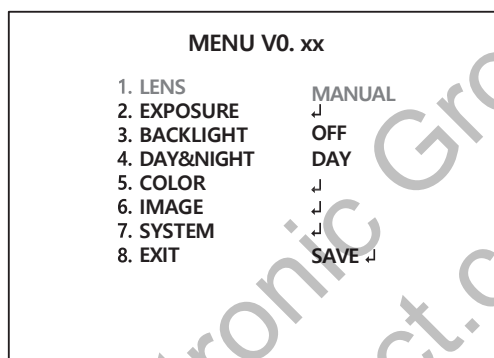 MENU V0. xx
1. LENS MANUAL
2. EXPOSURE ↵
3. BACKLIGHT OFF
4. DAY&NIGHT DAY
5. COLOR ↵
6. IMAGE ↵
7. SYSTEM ↵
8. EXIT SAVE ↵